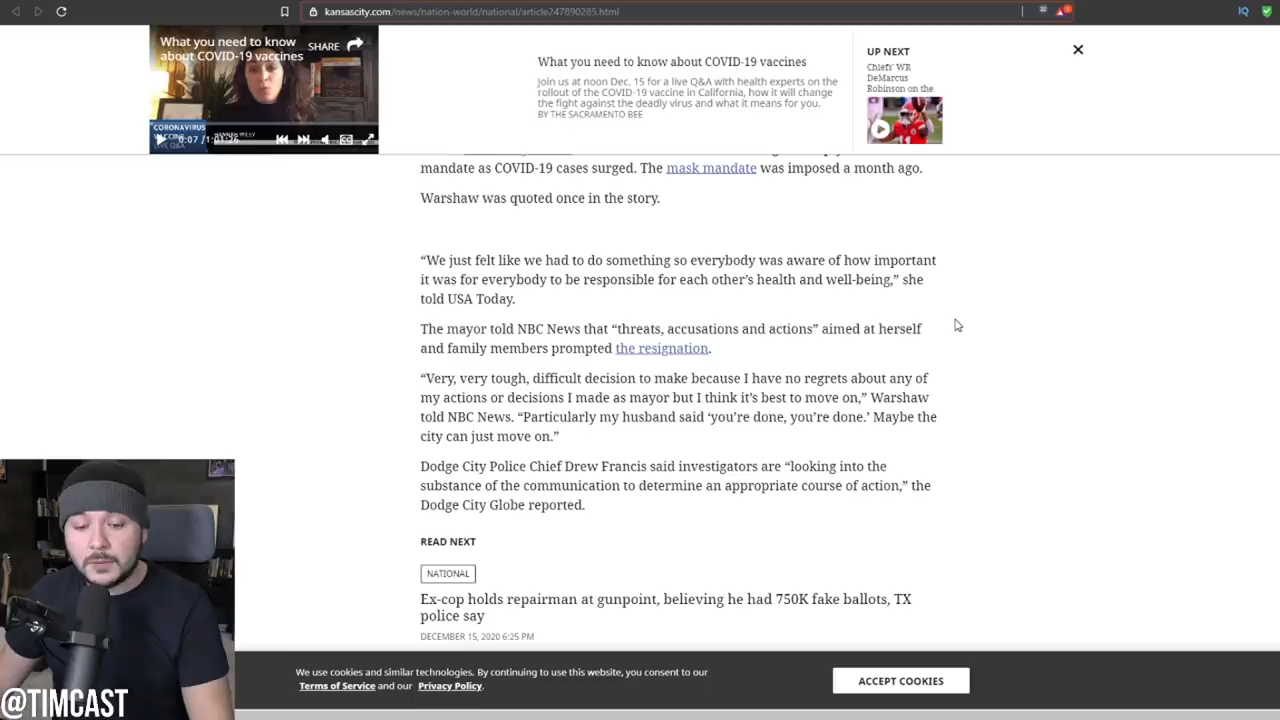 kansascity.com/news/nation-world/national/article247890285.html
What you need to know
about COVID-19 vaccines
SHARE
CORONAVIRUS
0:07
What you need to know about COVID-19 vaccines
Join us at noon Dec. 15 for a live Q&A with health experts on the
rollout of the COVID-19 vaccine in California, how it will change
the fight against the deadly virus and what it means for you.
BY THE SACRAMENTO BEE
UP NEXT
Chiefs' WR
DeMarcus
Robinson on the
mandate as COVID-19 cases surged. The mask mandate was imposed a month ago.
Warshaw was quoted once in the story.
“We just felt like we had to do something so everybody was aware of how important
it was for everybody to be responsible for each other’s health and well-being,” she
told USA Today.
The mayor told NBC News that “threats, accusations and actions” aimed at herself
and family members prompted the resignation.
“Very, very tough, difficult decision to make because I have no regrets about any of
my actions or decisions I made as mayor but I think it’s best to move on,” Warshaw
told NBC News. “Particularly my husband said ‘you’re done, you’re done.’ Maybe the
city can just move on.”
Dodge City Police Chief Drew Francis said investigators are “looking into the
substance of the communication to determine an appropriate course of action,” the
Dodge City Globe reported.
READ NEXT
NATIONAL
Ex-cop holds repairman at gunpoint, believing he had 750K fake ballots, TX
police say
DECEMBER 15, 2020 6:25 PM
We use cookies and similar technologies. By continuing to use this website, you consent to our
Terms of Service and our Privacy Policy.
ACCEPT COOKIES
@TIMCAST